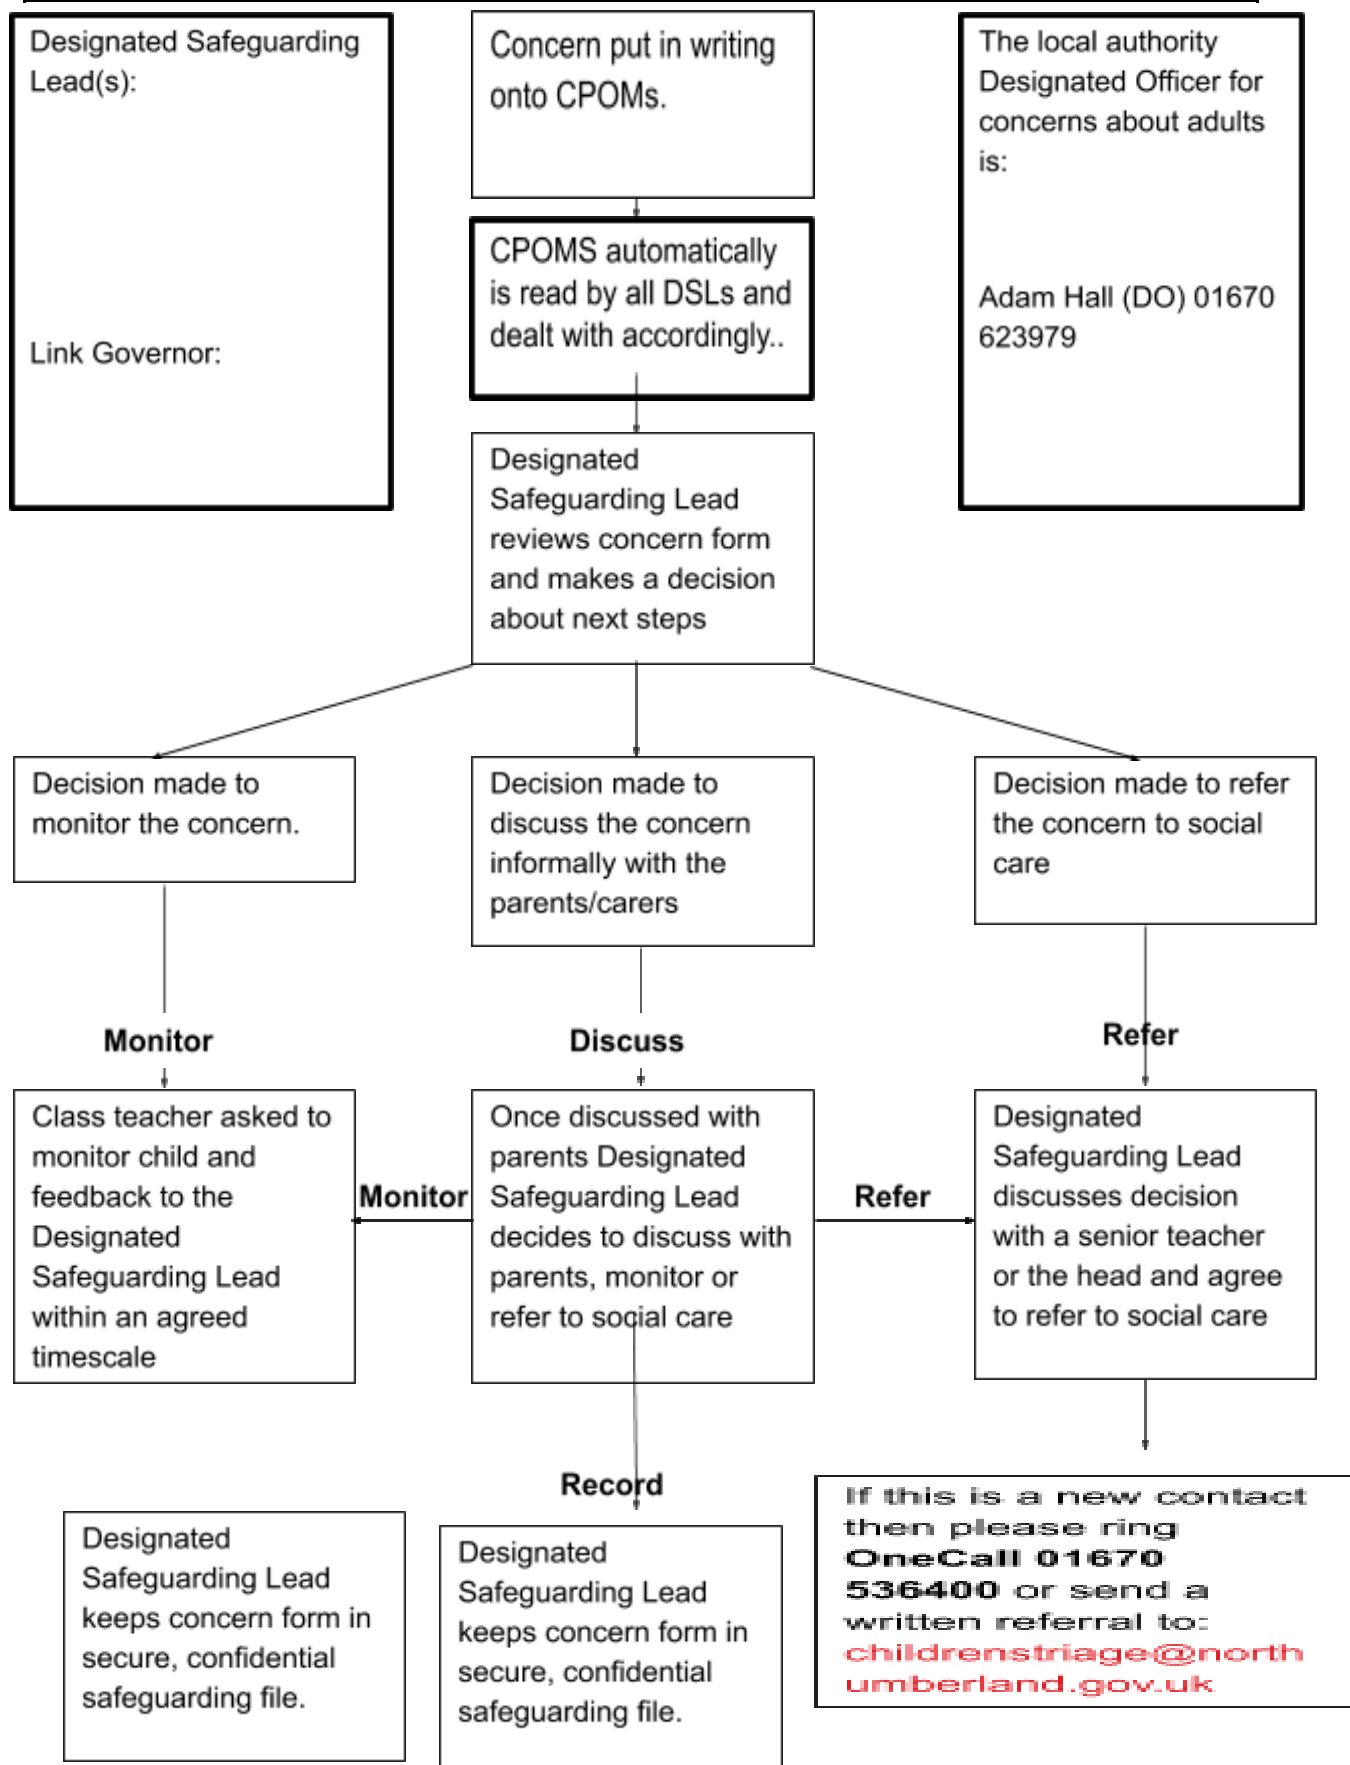 Designated Safeguarding
Lead(s):
Link Governor:
Concern put in writing
onto CPOMs.
The local authority
Designated Officer for
concerns about adults
is:
Adam Hall (DO) 01670
623979
CPOMS automatically
is read by all DSLs and
dealt with accordingly..
Designated
Safeguarding Lead
reviews concern form
and makes a decision
about next steps
Decision made to
monitor the concern.
Decision made to
discuss the concern
informally with the
parents/carers
Decision made to refer
the concern to social
care
Monitor
Discuss
Refer
Class teacher asked to
monitor child and
feedback to the
Designated
Safeguarding Lead
within an agreed
timescale
Monitor
Once discussed with
parents Designated
Safeguarding Lead
decides to discuss with
parents, monitor or
refer to social care
Refer
Designated
Safeguarding Lead
discusses decision
with a senior teacher
or the head and agree
to refer to social care
Record
Designated
Safeguarding Lead
keeps concern form in
secure, confidential
safeguarding file.
Designated
Safeguarding Lead
keeps concern form in
secure, confidential
safeguarding file.
If this is a new contact
then please ring
OneCall 01670
536400 or send a
written referral to:
childrenstriage@north
umberland.gov.uk